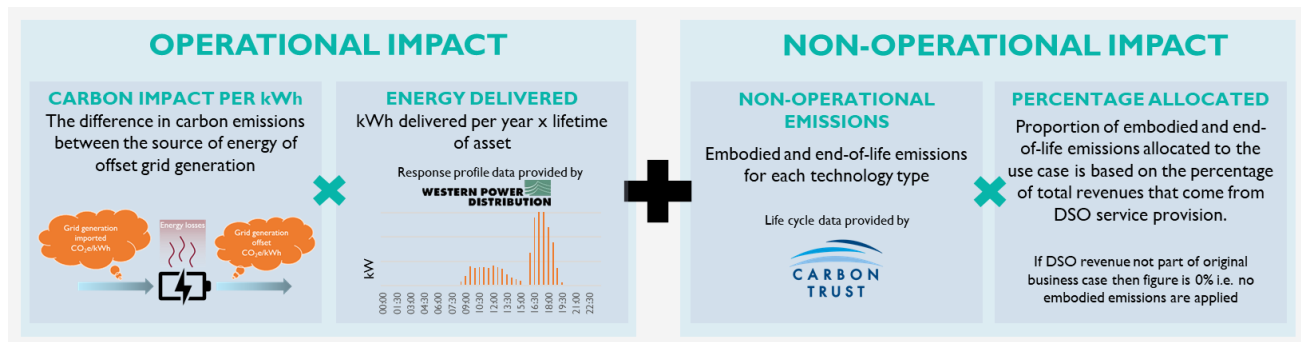 OPERATIONAL IMPACT
CARBON IMPACT PER kWh
The difference in carbon emissions
between the source of energy of
offset grid generation
Grid generation
imported
CO2e/kWh
Energy losses
Grid generation
offset
CO2e/kWh
ENERGY DELIVERED
kWh delivered per year x lifetime
of asset
Response profile data provided by
WESTERN POWER
DISTRIBUTION
kW
00:00
01:30
03:00
04:30
06:00
07:30
09:00
10:30
12:00
13:30
15:00
16:30
18:00
19:30
21:00
22:30
NON-OPERATIONAL IMPACT
NON-OPERATIONAL
EMISSIONS
Embodied and end-of-life emissions
for each technology type
Life cycle data provided by
CARBON
TRUST
PERCENTAGE ALLOCATED
Proportion of embodied and end-
of-life emissions allocated to the
use case is based on the percentage
of total revenues that come from
DSO service provision.
If DSO revenue not part of original
business case then figure is 0% i.e. no
embodied emissions are applied